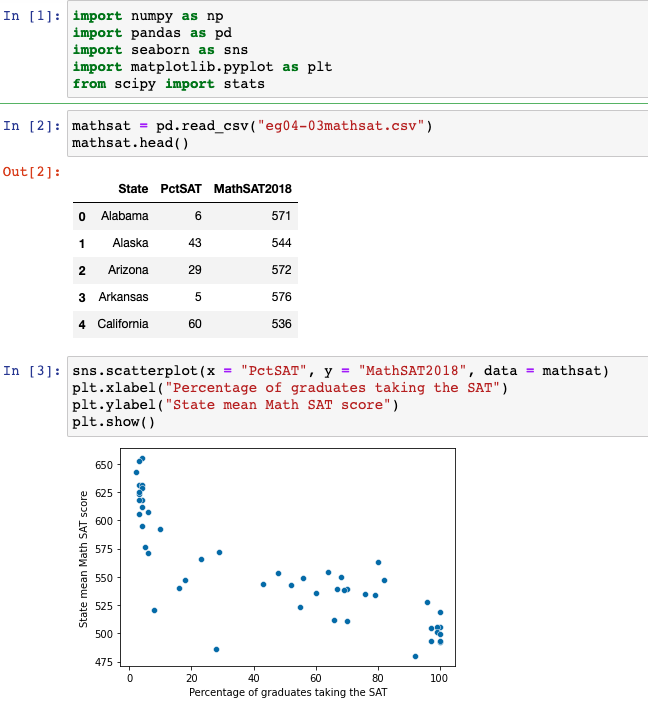 In [1]: import numpy as np
import pandas as pd
import seaborn as sns
import matplotlib.pyplot as plt
from scipy import stats
In [2]: mathsat = pd.read_csv("eg04-03mathsat.csv")
mathsat.head()
Out[2]:
State PctSAT MathSAT2018
0 Alabama 6 571
1 Alaska 43 544
2 Arizona 29 572
3 Arkansas 5 576
4 California 60 536
In [3]: sns.scatterplot(x = "PctSAT", y = "MathSAT2018", data = mathsat)
plt.xlabel("Percentage of graduates taking the SAT")
plt.ylabel("State mean Math SAT score")
plt.show()
State mean Math SAT score
650
625
600
575
550
525
500
475
0 20 40 60 80 100
Percentage of graduates taking the SAT